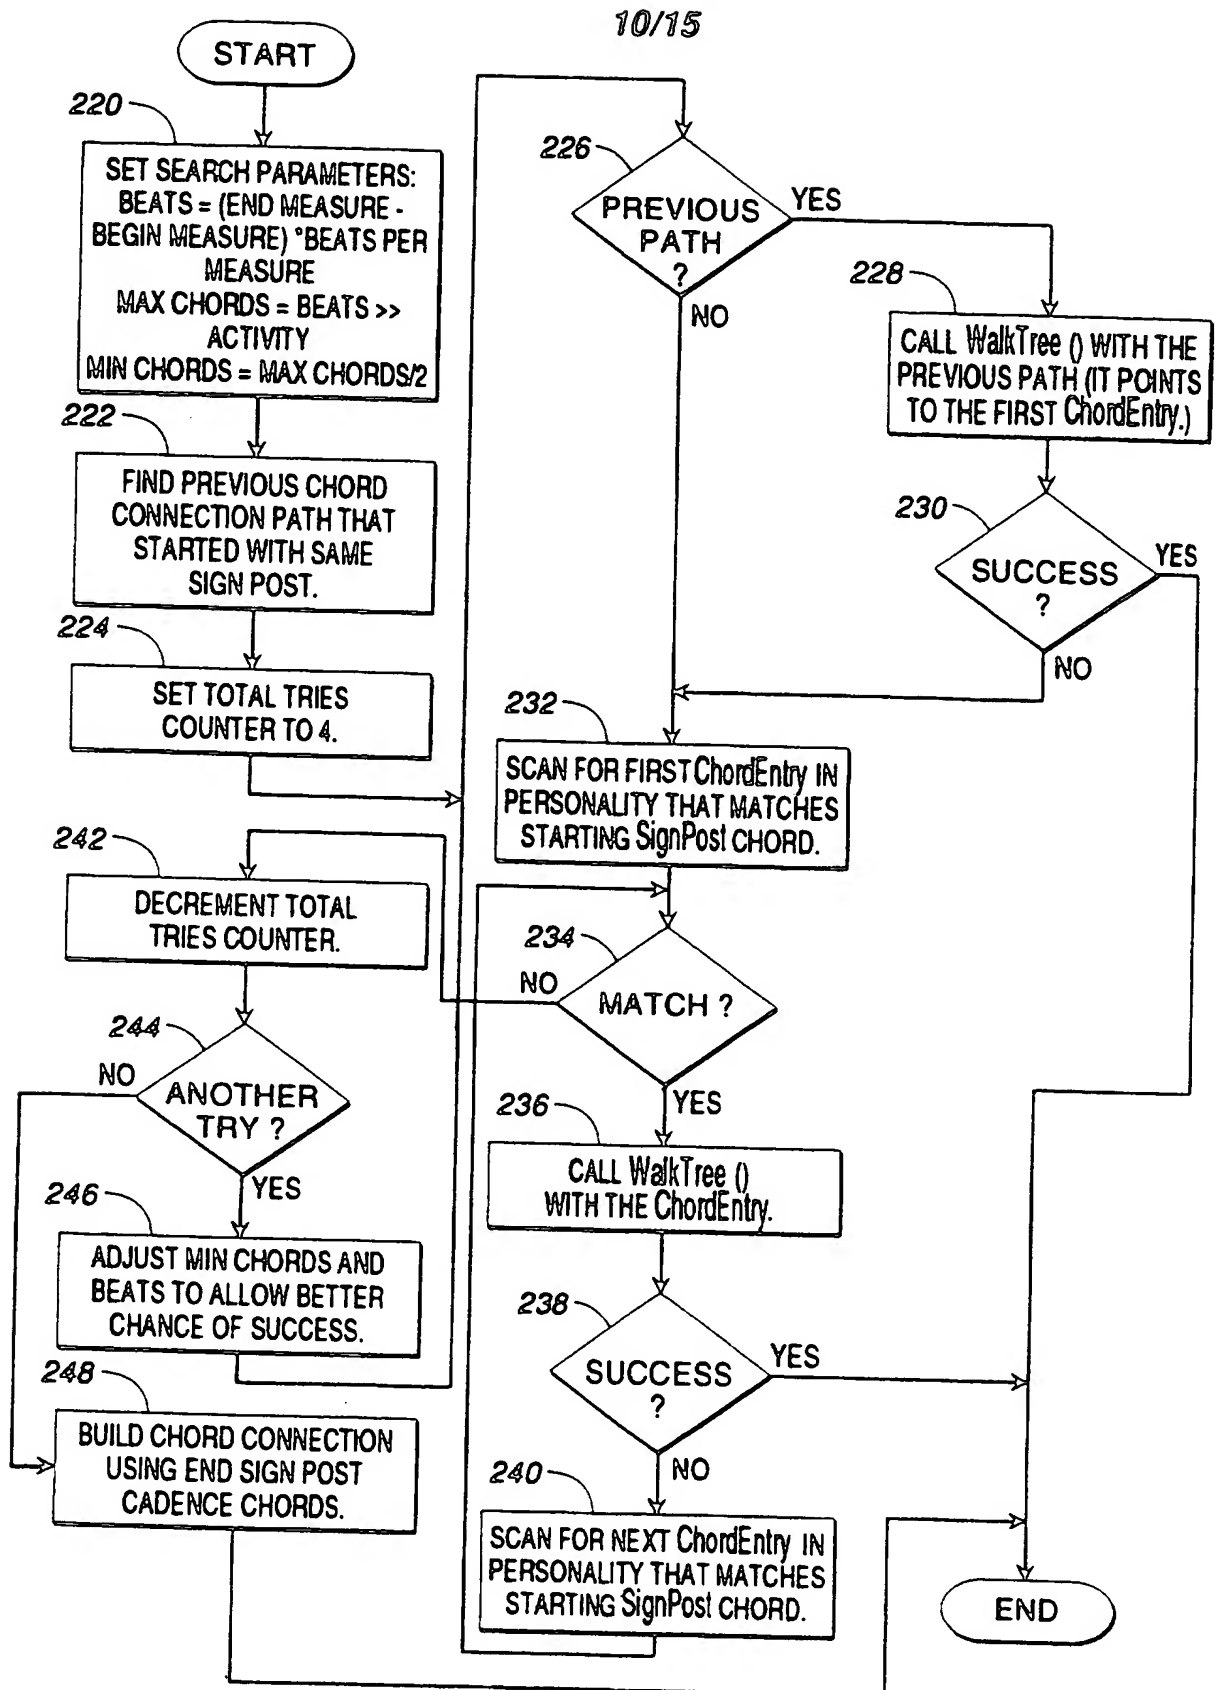 10/15
START
220
SET SEARCH PARAMETERS:
BEATS = (END MEASURE -
BEGIN MEASURE) *BEATS PER
MEASURE
MAX CHORDS = BEATS >>
ACTIVITY
MIN CHORDS = MAX CHORDS/2
222
FIND PREVIOUS CHORD
CONNECTION PATH THAT
STARTED WITH SAME
SIGN POST.
224
SET TOTAL TRIES
COUNTER TO 4.
226
PREVIOUS
PATH
?
YES
NO
228
CALL WalkTree () WITH THE
PREVIOUS PATH (IT POINTS
TO THE FIRST ChordEntry.)
230
SUCCESS
?
YES
NO
232
SCAN FOR FIRST ChordEntry IN
PERSONALITY THAT MATCHES
STARTING SignPost CHORD.
234
MATCH ?
NO
YES
236
CALL WalkTree ()
WITH THE ChordEntry.
238
SUCCESS
?
YES
NO
240
SCAN FOR NEXT ChordEntry IN
PERSONALITY THAT MATCHES
STARTING SignPost CHORD.
242
DECREMENT TOTAL
TRIES COUNTER.
244
ANOTHER
TRY ?
NO
YES
246
ADJUST MIN CHORDS AND
BEATS TO ALLOW BETTER
CHANCE OF SUCCESS.
248
BUILD CHORD CONNECTION
USING END SIGN POST
CADENCE CHORDS.
END